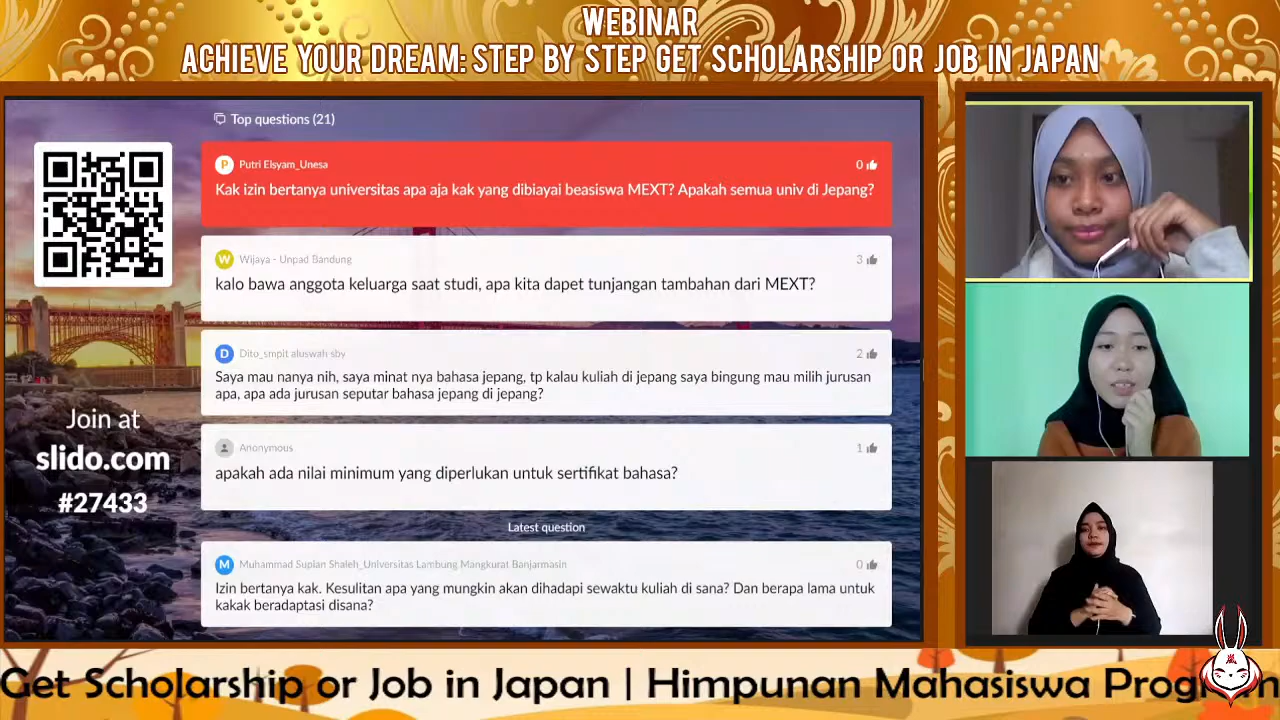 WEBINAR
ACHIEVE YOUR DREAM: STEP BY STEP GET SCHOLARSHIP OR JOB IN JAPAN
Top questions (21)
P Putri Elsyam_Unesa 0
Kak izin bertanya universitas apa aja kak yang dibiayai beasiswa MEXT? Apakah semua univ di Jepang?
W Wijaya - Unpad Bandung 3
kalo bawa anggota keluarga saat studi, apa kita dapet tunjangan tambahan dari MEXT?
D Dito_smpit aluswah sby 2
Saya mau nanya nih, saya minat nya bahasa jepang, tp kalau kuliah di jepang saya bingung mau milih jurusan
apa, apa ada jurusan seputar bahasa jepang di jepang?
Anonymous 1
apakah ada nilai minimum yang diperlukan untuk sertifikat bahasa?
Latest question
M Muhammad Supian Shaleh_Universitas Lambung Mangkurat Banjarmasin 0
Izin bertanya kak. Kesulitan apa yang mungkin akan dihadapi sewaktu kuliah di sana? Dan berapa lama untuk
kakak beradaptasi disana?
Join at
slido.com
#27433
Get Scholarship or Job in Japan | Himpunan Mahasiswa Program